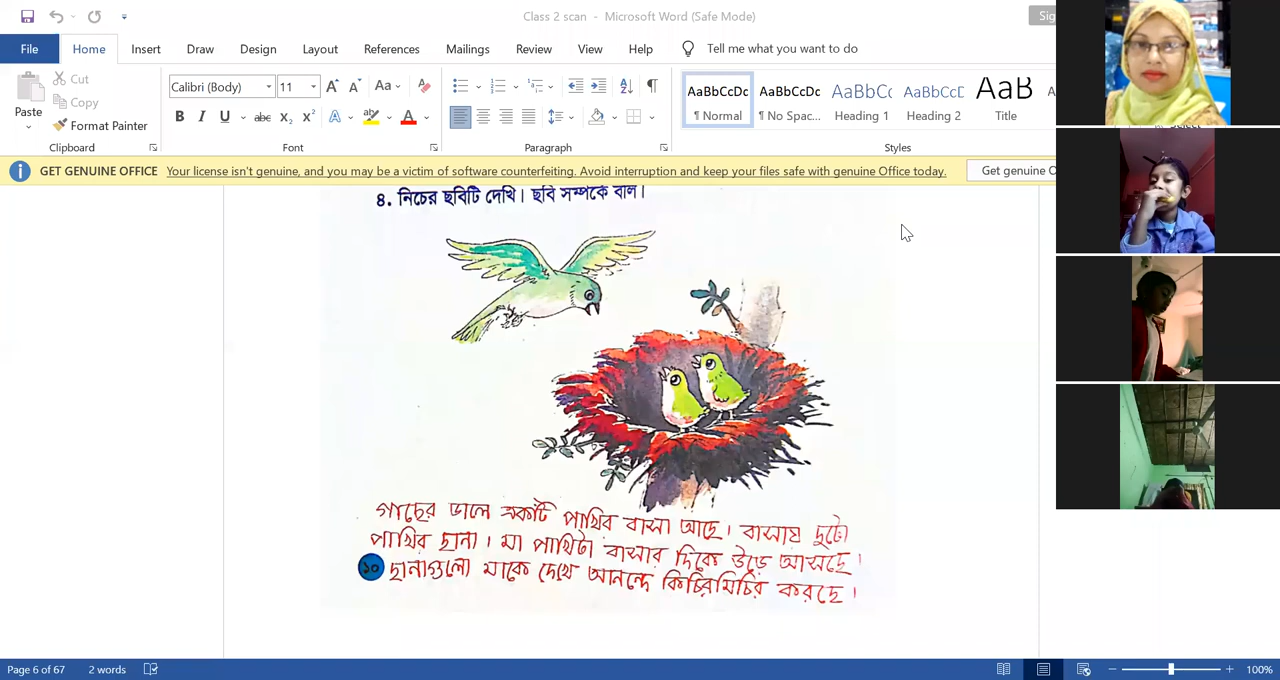 Class 2 scan - Microsoft Word (Safe Mode)
Sig
File Home Insert Draw Design Layout References Mailings Review View Help Tell me what you want to do
Paste
Cut
Copy
Format Painter
Calibri (Body) 11
AaBbCcDc AaBbCcDc AaBbCc AaBbCcD AaB
¶ Normal ¶ No Spac... Heading 1 Heading 2 Title
Clipboard Font Paragraph Styles
Select
GET GENUINE OFFICE Your license isn't genuine, and you may be a victim of software counterfeiting. Avoid interruption and keep your files safe with genuine Office today. Get genuine O
৪. নিচের ছবিটি দেখি। ছবি সম্পর্কে বলি।
গাছের ডালে একটি পাখির বাসা আছে। বাসায় দুটো
পাখির ছানা। মা পাখিটা বাসার দিকে উড়ে আসছে।
১০ ছানাগুলো মাকে দেখে আনন্দে কিচিরমিচির করছে।
Page 6 of 67 2 words 100%